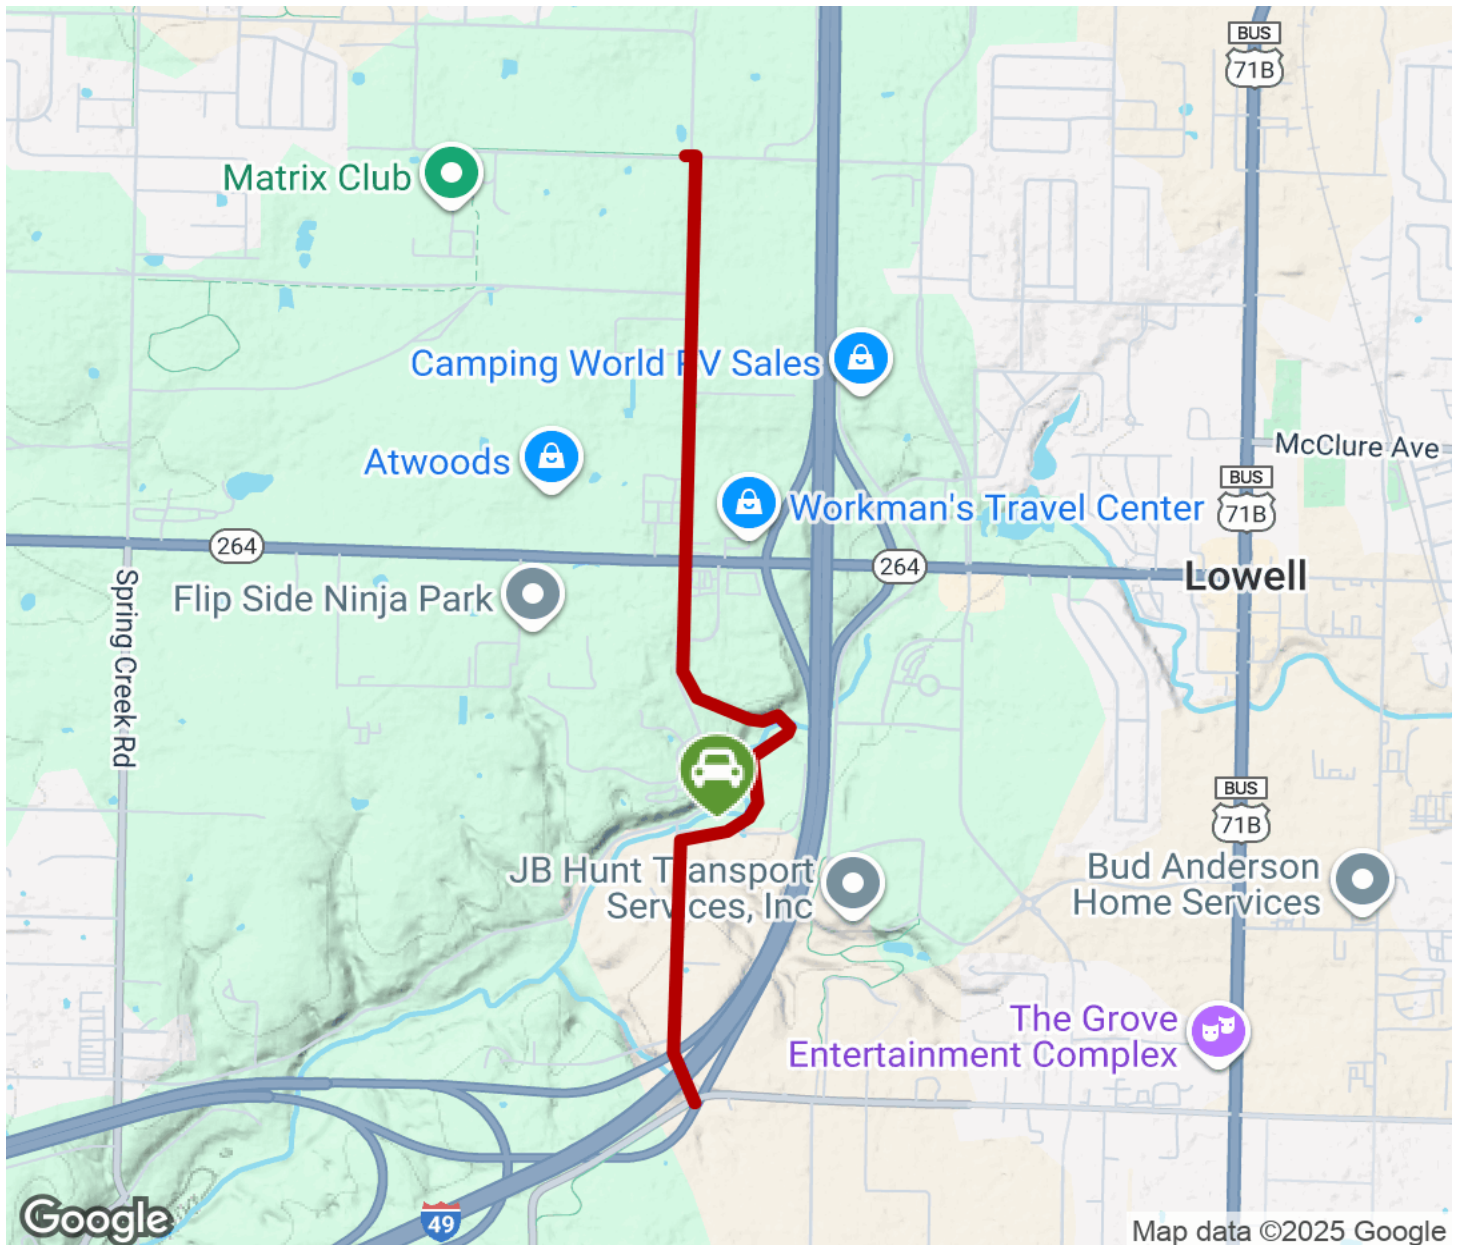 BUS
71B
Matrix Club
Camping World RV Sales
McClure Ave
Atwoods
BUS
71B
Workman's Travel Center
264
264
Lowell
Flip Side Ninja Park
Spring Creek Rd
BUS
71B
JB Hunt Transport
Services, Inc
Bud Anderson
Home Services
The Grove
Entertainment Complex
49
Google
Map data ©2025 Google